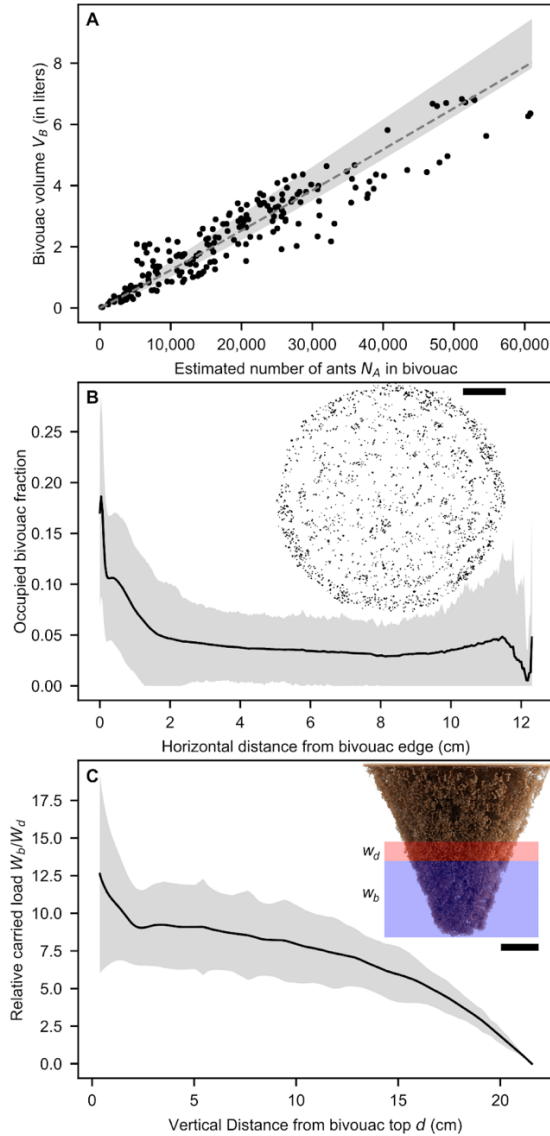 A
Bivouac volume V_B (in liters)
8
6
4
2
0
0 10,000 20,000 30,000 40,000 50,000 60,000
Estimated number of ants N_A in bivouac
B
Occupied bivouac fraction
0.25
0.20
0.15
0.10
0.05
0.00
0 2 4 6 8 10 12
Horizontal distance from bivouac edge (cm)
C
Relative carried load W_b/W_d
17.5
15.0
12.5
10.0
7.5
5.0
2.5
0.0
w_d
w_b
0 5 10 15 20
Vertical Distance from bivouac top d (cm)